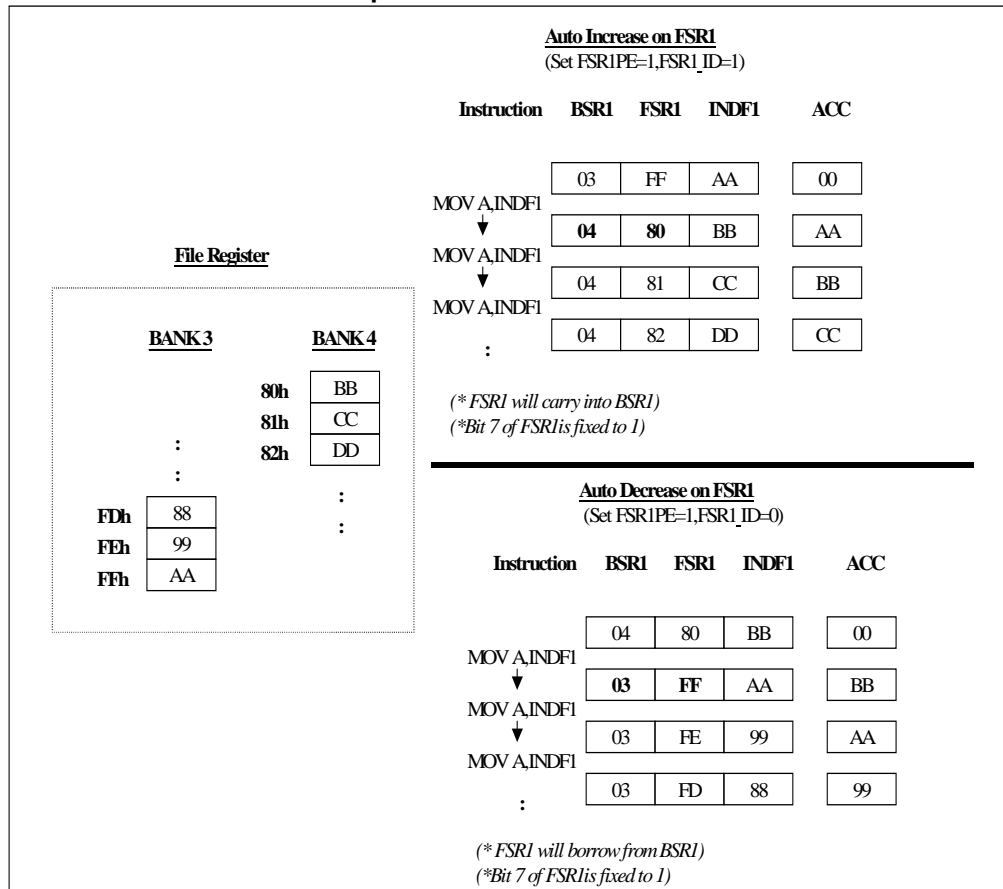 Auto Increase on FSR1
(Set FSR1PE=1,FSR1_ID=1)
Instruction BSR1 FSR1 INDF1 ACC
03 FF AA 00
MOV A,INDF1
04 80 BB AA
MOV A,INDF1
04 81 CC BB
MOV A,INDF1
04 82 DD CC
:
(* FSR1 will carry into BSR1)
(*Bit 7 of FSR1is fixed to 1)
File Register
BANK 3 BANK 4
80h BB
81h CC
: 82h DD
:
FDh 88 :
FEh 99 :
FFh AA
Auto Decrease on FSR1
(Set FSR1PE=1,FSR1_ID=0)
Instruction BSR1 FSR1 INDF1 ACC
04 80 BB 00
MOV A,INDF1
03 FF AA BB
MOV A,INDF1
03 FE 99 AA
MOV A,INDF1
03 FD 88 99
:
(* FSR1 will borrow from BSR1)
(*Bit 7 of FSR1is fixed to 1)